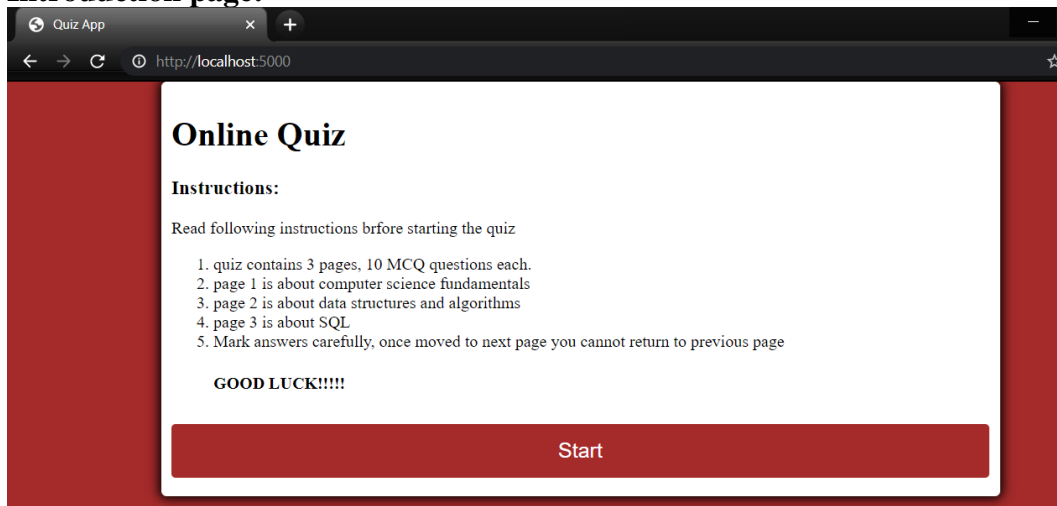 introduction page.
Quiz App
http://localhost:5000
Online Quiz
Instructions:
Read following instructions brfore starting the quiz
1. quiz contains 3 pages, 10 MCQ questions each.
2. page 1 is about computer science fundamentals
3. page 2 is about data structures and algorithms
4. page 3 is about SQL
5. Mark answers carefully, once moved to next page you cannot return to previous page
GOOD LUCK!!!!!
Start